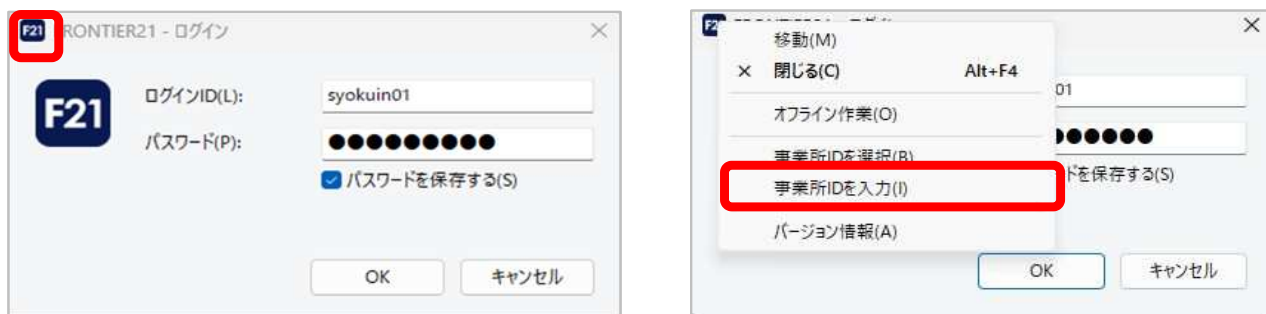 F21 FRONTIER21 - ログイン
F21
ログインID(L):
syokuin01
パスワード(P):
●●●●●●●●●
パスワードを保存する(S)
OK
キャンセル
移動(M)
閉じる(C) Alt+F4
オフライン作業(O)
事業所IDを選択(B)
事業所IDを入力(I)
バージョン情報(A)
01
●●●●●●
ドを保存する(S)
OK
キャンセル